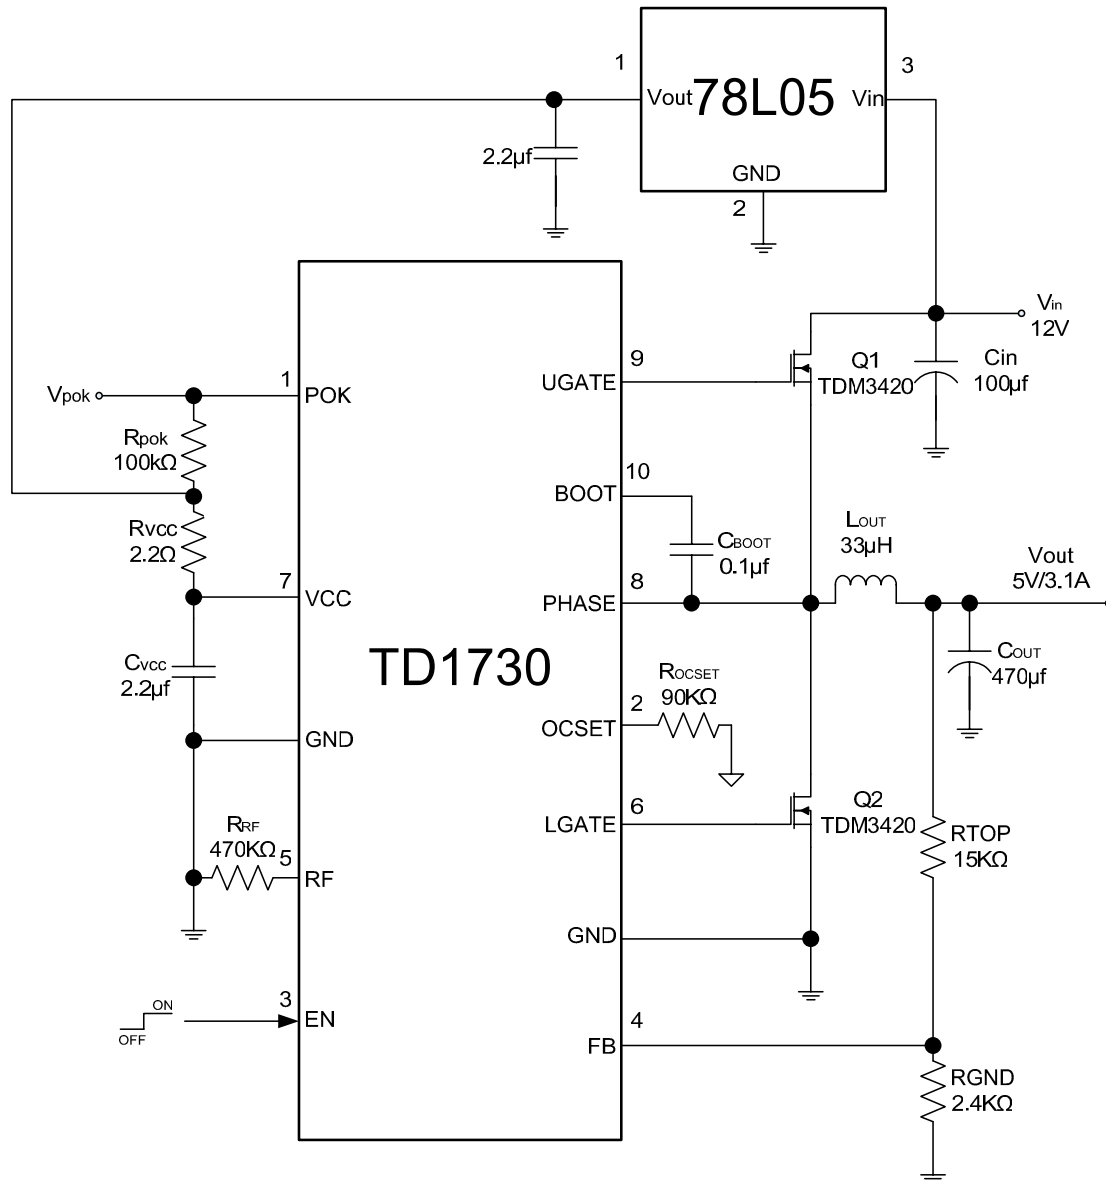 1
3
Vout
78L05
Vin
2.2µf
GND
2
Vin
12V
9
UGATE
Q1
TDM3420
Cin
100µf
1
Vpok
POK
Rpok
100kΩ
10
BOOT
CBOOT
0.1µf
LOUT
33µH
Vout
5V/3.1A
Rvcc
2.2Ω
7
VCC
8
PHASE
Cvcc
2.2µf
TD1730
ROCSET
90KΩ
2
OCSET
COUT
470µf
GND
6
LGATE
Q2
TDM3420
RTOP
15KΩ
RRF
470KΩ
5
RF
GND
3
EN
ON
OFF
4
FB
RGND
2.4KΩ